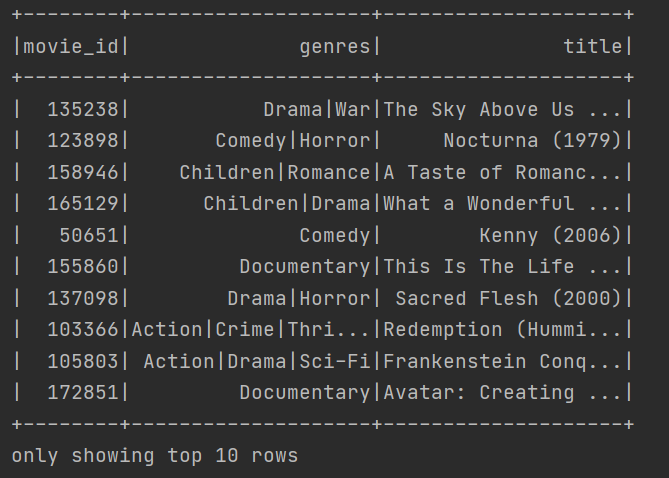 +--------+--------------------+--------------------+
|movie_id|              genres|               title|
+--------+--------------------+--------------------+
|  135238|           Drama|War|The Sky Above Us ...|
|  123898|       Comedy|Horror|     Nocturna (1979)|
|  158946|    Children|Romance|A Taste of Romanc...|
|  165129|      Children|Drama|What a Wonderful ...|
|   50651|              Comedy|        Kenny (2006)|
|  155860|         Documentary|This Is The Life ...|
|  137098|        Drama|Horror| Sacred Flesh (2000)|
|  103366|Action|Crime|Thri...|Redemption (Hummi...|
|  105803| Action|Drama|Sci-Fi|Frankenstein Conq...|
|  172851|         Documentary|Avatar: Creating ...|
+--------+--------------------+--------------------+
only showing top 10 rows